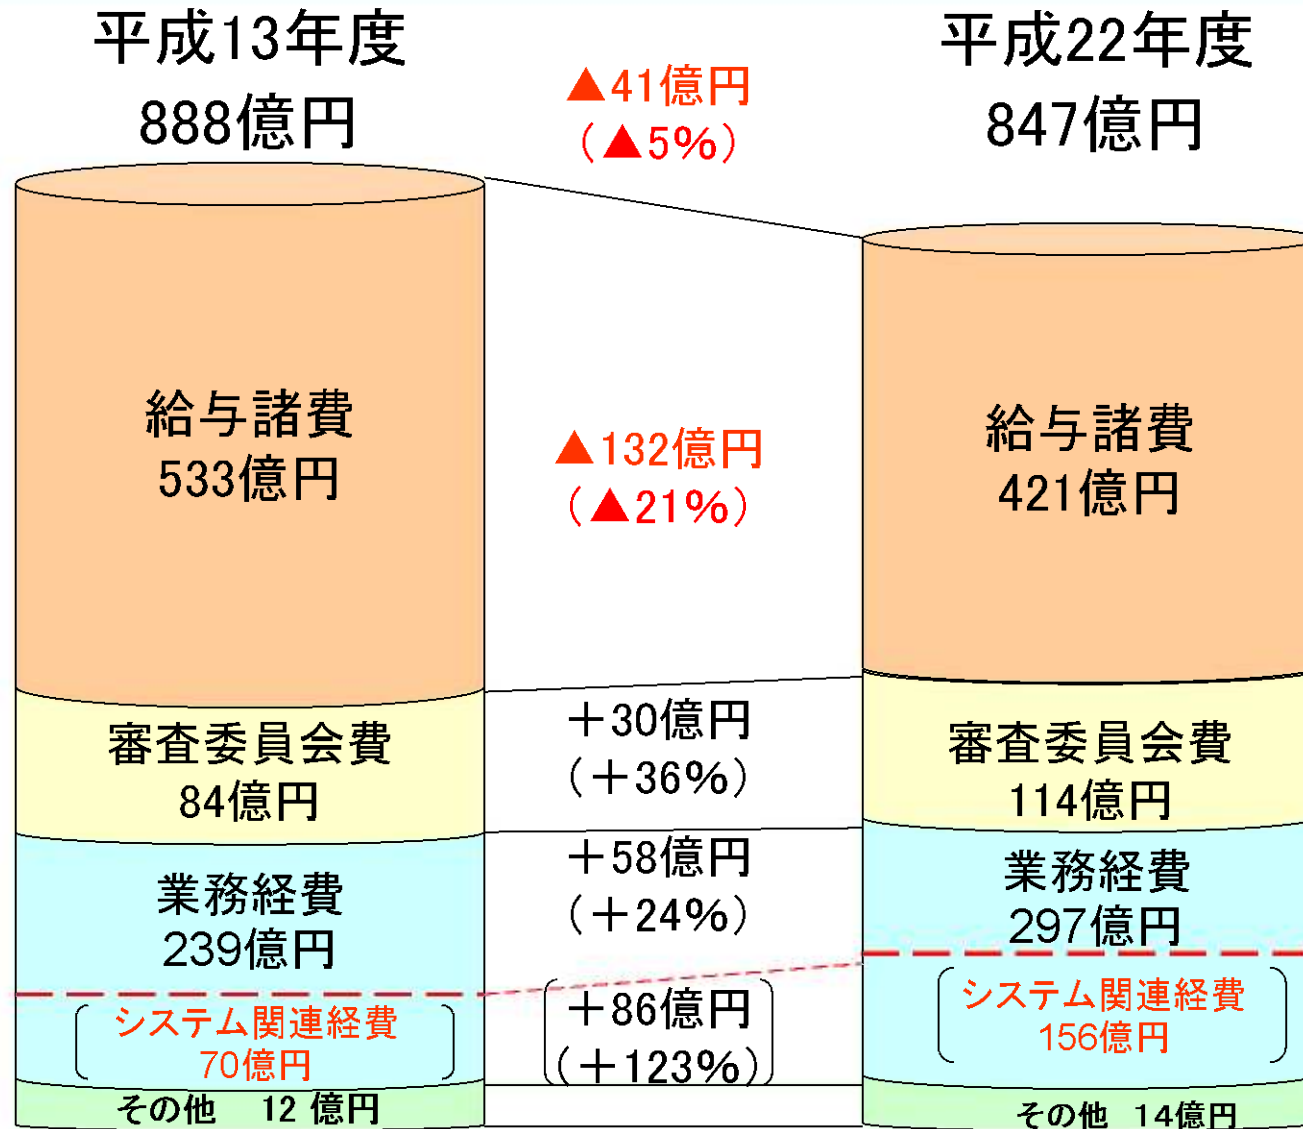 平成13年度
888億円
▲41億円
(▲5%)
平成22年度
847億円
給与諸費
533億円
▲132億円
(▲21%)
給与諸費
421億円
審査委員会費
84億円
+30億円
(+36%)
審査委員会費
114億円
業務経費
239億円
+58億円
(+24%)
業務経費
297億円
システム関連経費
70億円
+86億円
(+123%)
システム関連経費
156億円
その他 12 億円
その他 14億円